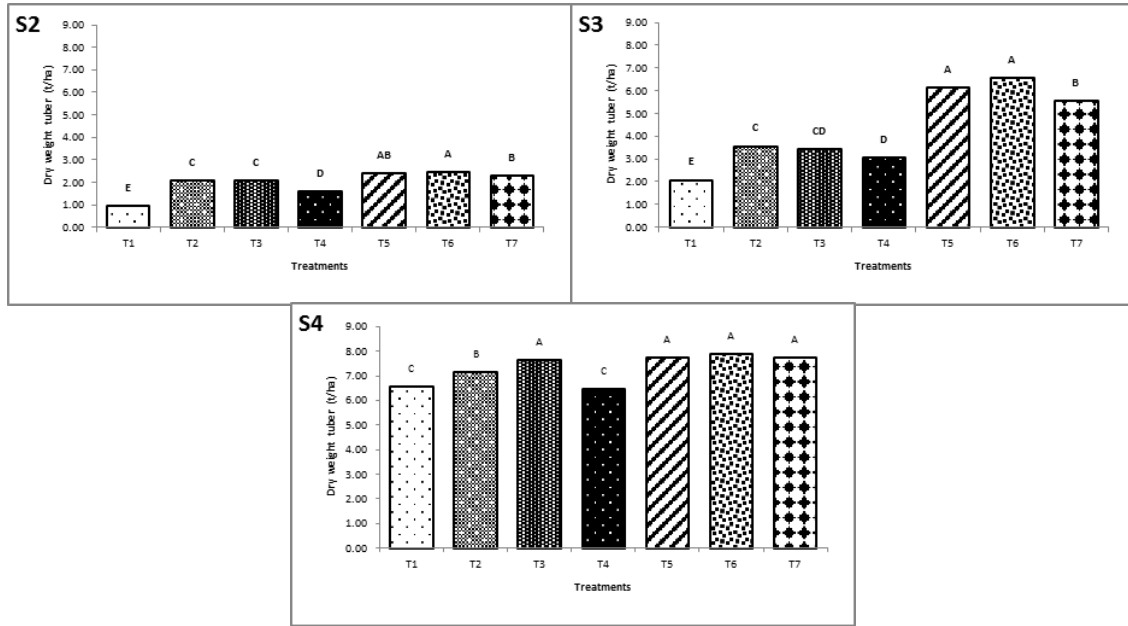 S2
Dry weight tuber (t/ha)
9.00
8.00
7.00
6.00
5.00
4.00
3.00
2.00
1.00
0.00
E
C
C
D
AB
A
B
T1 T2 T3 T4 T5 T6 T7
Treatments
S3
Dry weight tuber (t/ha)
9.00
8.00
7.00
6.00
5.00
4.00
3.00
2.00
1.00
0.00
E
C
CD
D
A
A
B
T1 T2 T3 T4 T5 T6 T7
Treatments
S4
Dry weight tuber (t/ha)
9.00
8.00
7.00
6.00
5.00
4.00
3.00
2.00
1.00
0.00
C
B
A
C
A
A
A
T1 T2 T3 T4 T5 T6 T7
Treatments